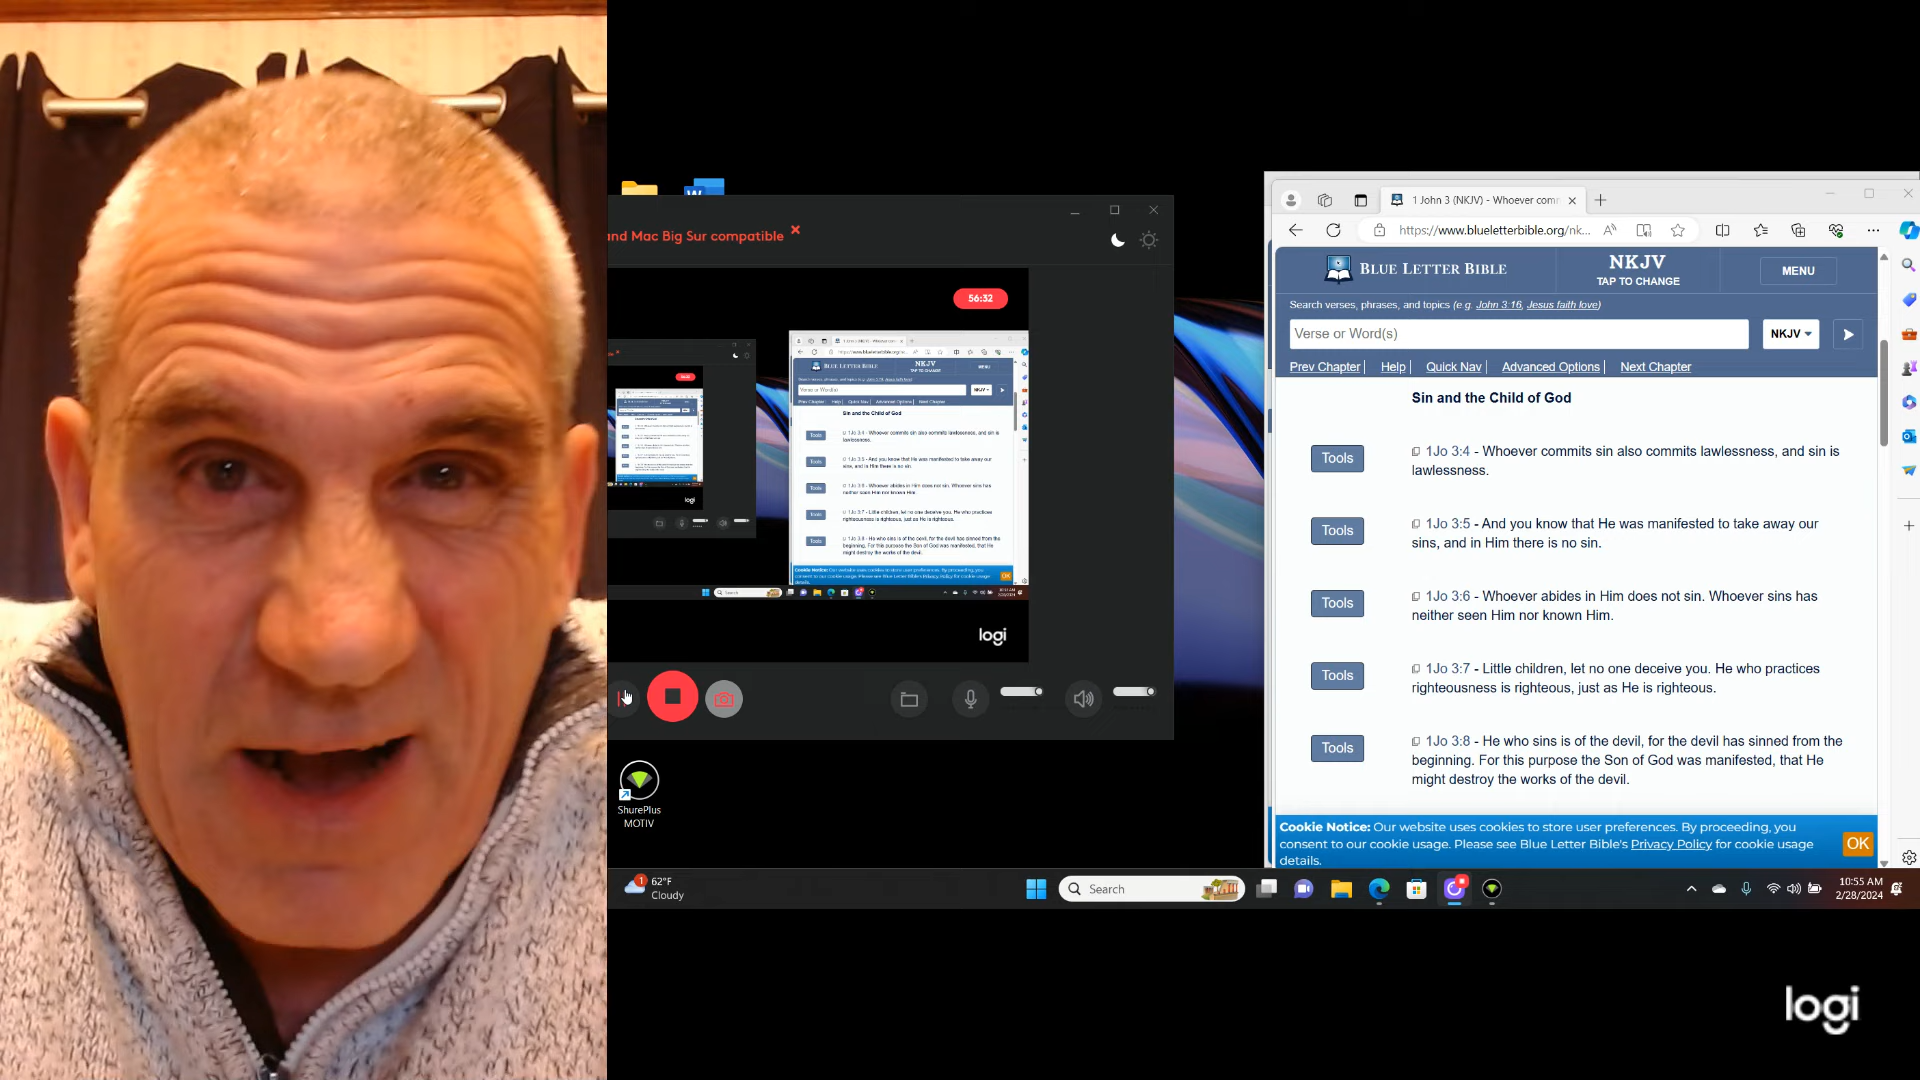 and Mac Big Sur compatible
56:32
logi
ShurePlus
MOTIV
62°F
Cloudy
1 John 3 (NKJV) - Whoever com
https://www.blueletterbible.org/nk...
BLUE LETTER BIBLE
NKJV
TAP TO CHANGE
MENU
Search verses, phrases, and topics (e.g. John 3:16, Jesus faith love)
Verse or Word(s)
NKJV
Prev Chapter
Help
Quick Nav
Advanced Options
Next Chapter
Sin and the Child of God
Tools
1Jo 3:4 - Whoever commits sin also commits lawlessness, and sin is
lawlessness.
Tools
1Jo 3:5 - And you know that He was manifested to take away our
sins, and in Him there is no sin.
Tools
1Jo 3:6 - Whoever abides in Him does not sin. Whoever sins has
neither seen Him nor known Him.
Tools
1Jo 3:7 - Little children, let no one deceive you. He who practices
righteousness is righteous, just as He is righteous.
Tools
1Jo 3:8 - He who sins is of the devil, for the devil has sinned from the
beginning. For this purpose the Son of God was manifested, that He
might destroy the works of the devil.
Cookie Notice: Our website uses cookies to store user preferences. By proceeding, you
consent to our cookie usage. Please see Blue Letter Bible's Privacy Policy for cookie usage
details.
OK
Search
10:55 AM
2/28/2024
logi